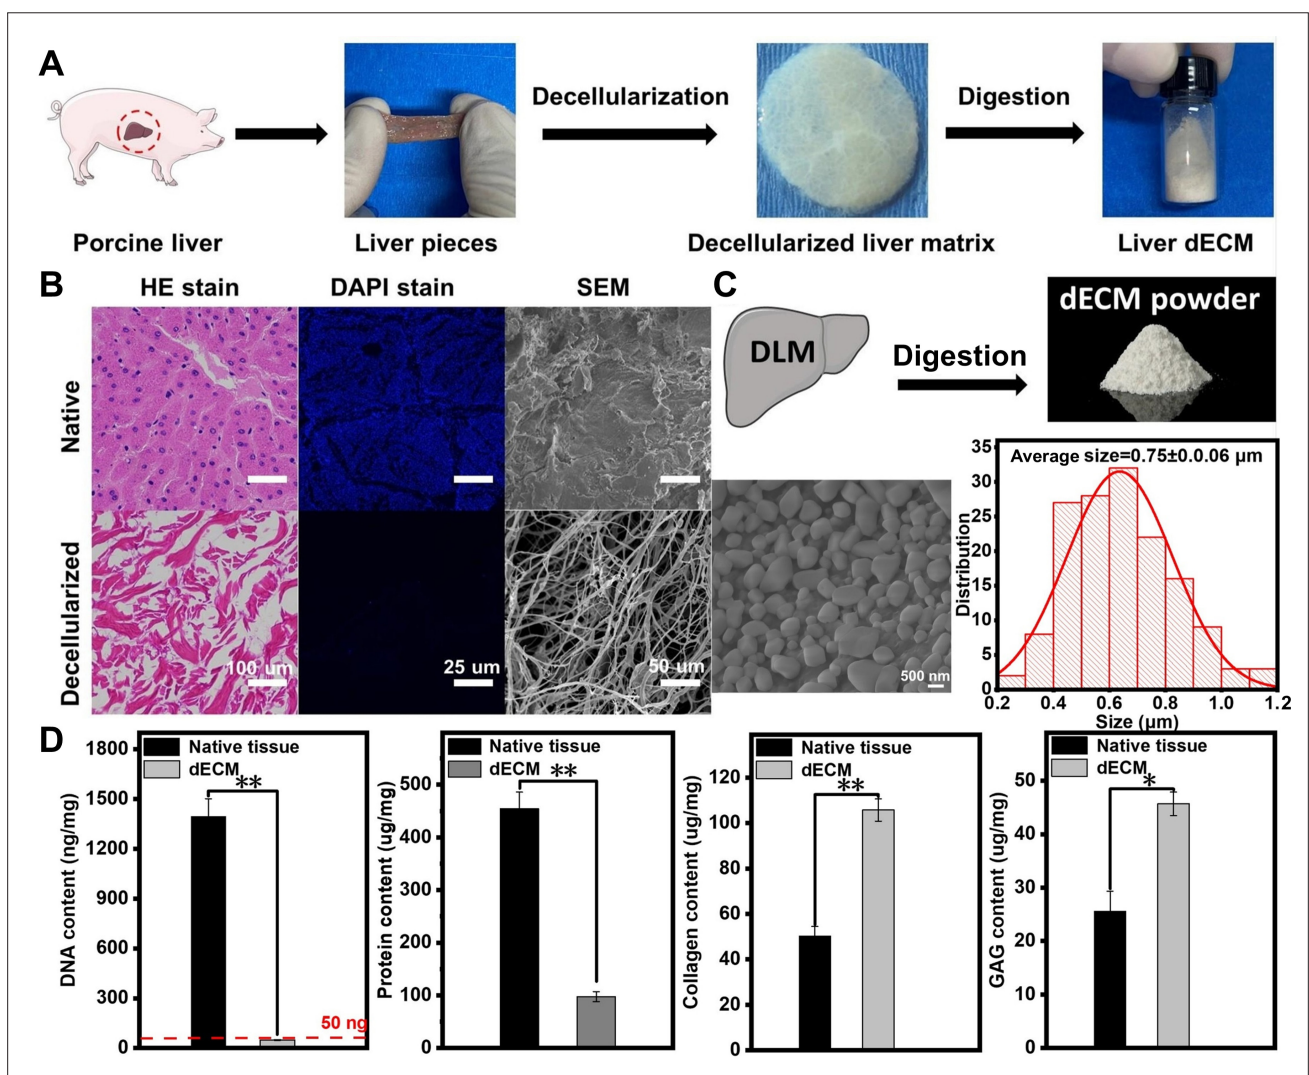 A
Decellularization
Digestion
Porcine liver
Liver pieces
Decellularized liver matrix
Liver dECM
B
HE stain
DAPI stain
SEM
Native
Decellularized
100 um
25 um
50 um
C
DLM
Digestion
dECM powder
500 nm
Average size=0.75±0.0.06 μm
Distribution
35
30
25
20
15
10
5
0
0.2 0.4 0.6 0.8 1.0 1.2
Size (μm)
D
Native tissue
dECM
**
DNA content (ng/mg)
1800
1500
1200
900
600
300
0
50 ng
Native tissue
dECM
**
Protein content (ug/mg)
500
400
300
200
100
0
Native tissue
dECM
**
Collagen content (ug/mg)
120
100
80
60
40
20
0
Native tissue
dECM
*
GAG content (ug/mg)
50
40
30
20
10
0